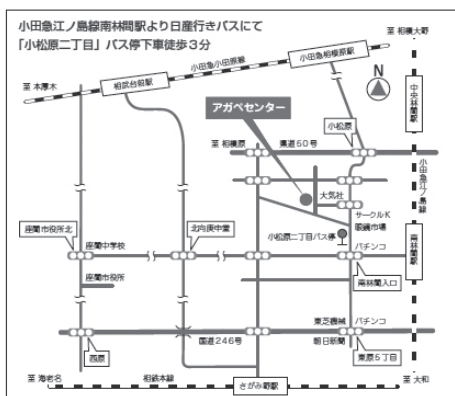 小田急江ノ島線南林間駅より日産行きバスにて
「小松原二丁目」バス停下車徒歩3分
至 相模大野
小田急相模原駅
小田急小田原線
相武台前駅
至 本厚木
N
中央林間駅
アガペセンター
小松原
至 相模原
県道50号
小田急江ノ島線
大気社
サークルK
眼鏡市場
小松原二丁目バス停
座間市役所北
北向庚申堂
座間中学校
パチンコ
南林間駅
座間市役所
南林間入口
東芝機械
パチンコ
国道246号
朝日新聞
西原
東原5丁目
至 海老名
相鉄本線
さがみ野駅
至 大和